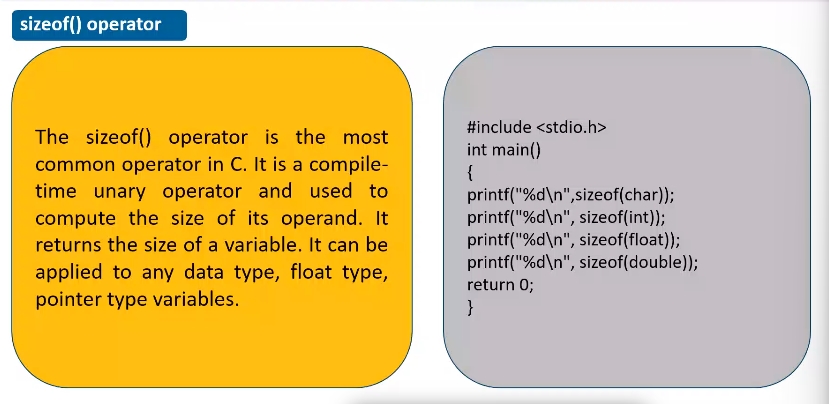 sizeof() operator
The sizeof() operator is the most
common operator in C. It is a compile-
time unary operator and used to
compute the size of its operand. It
returns the size of a variable. It can be
applied to any data type, float type,
pointer type variables.
#include <stdio.h>
int main()
{
printf("%d\n",sizeof(char));
printf("%d\n", sizeof(int));
printf("%d\n", sizeof(float));
printf("%d\n", sizeof(double));
return 0;
}